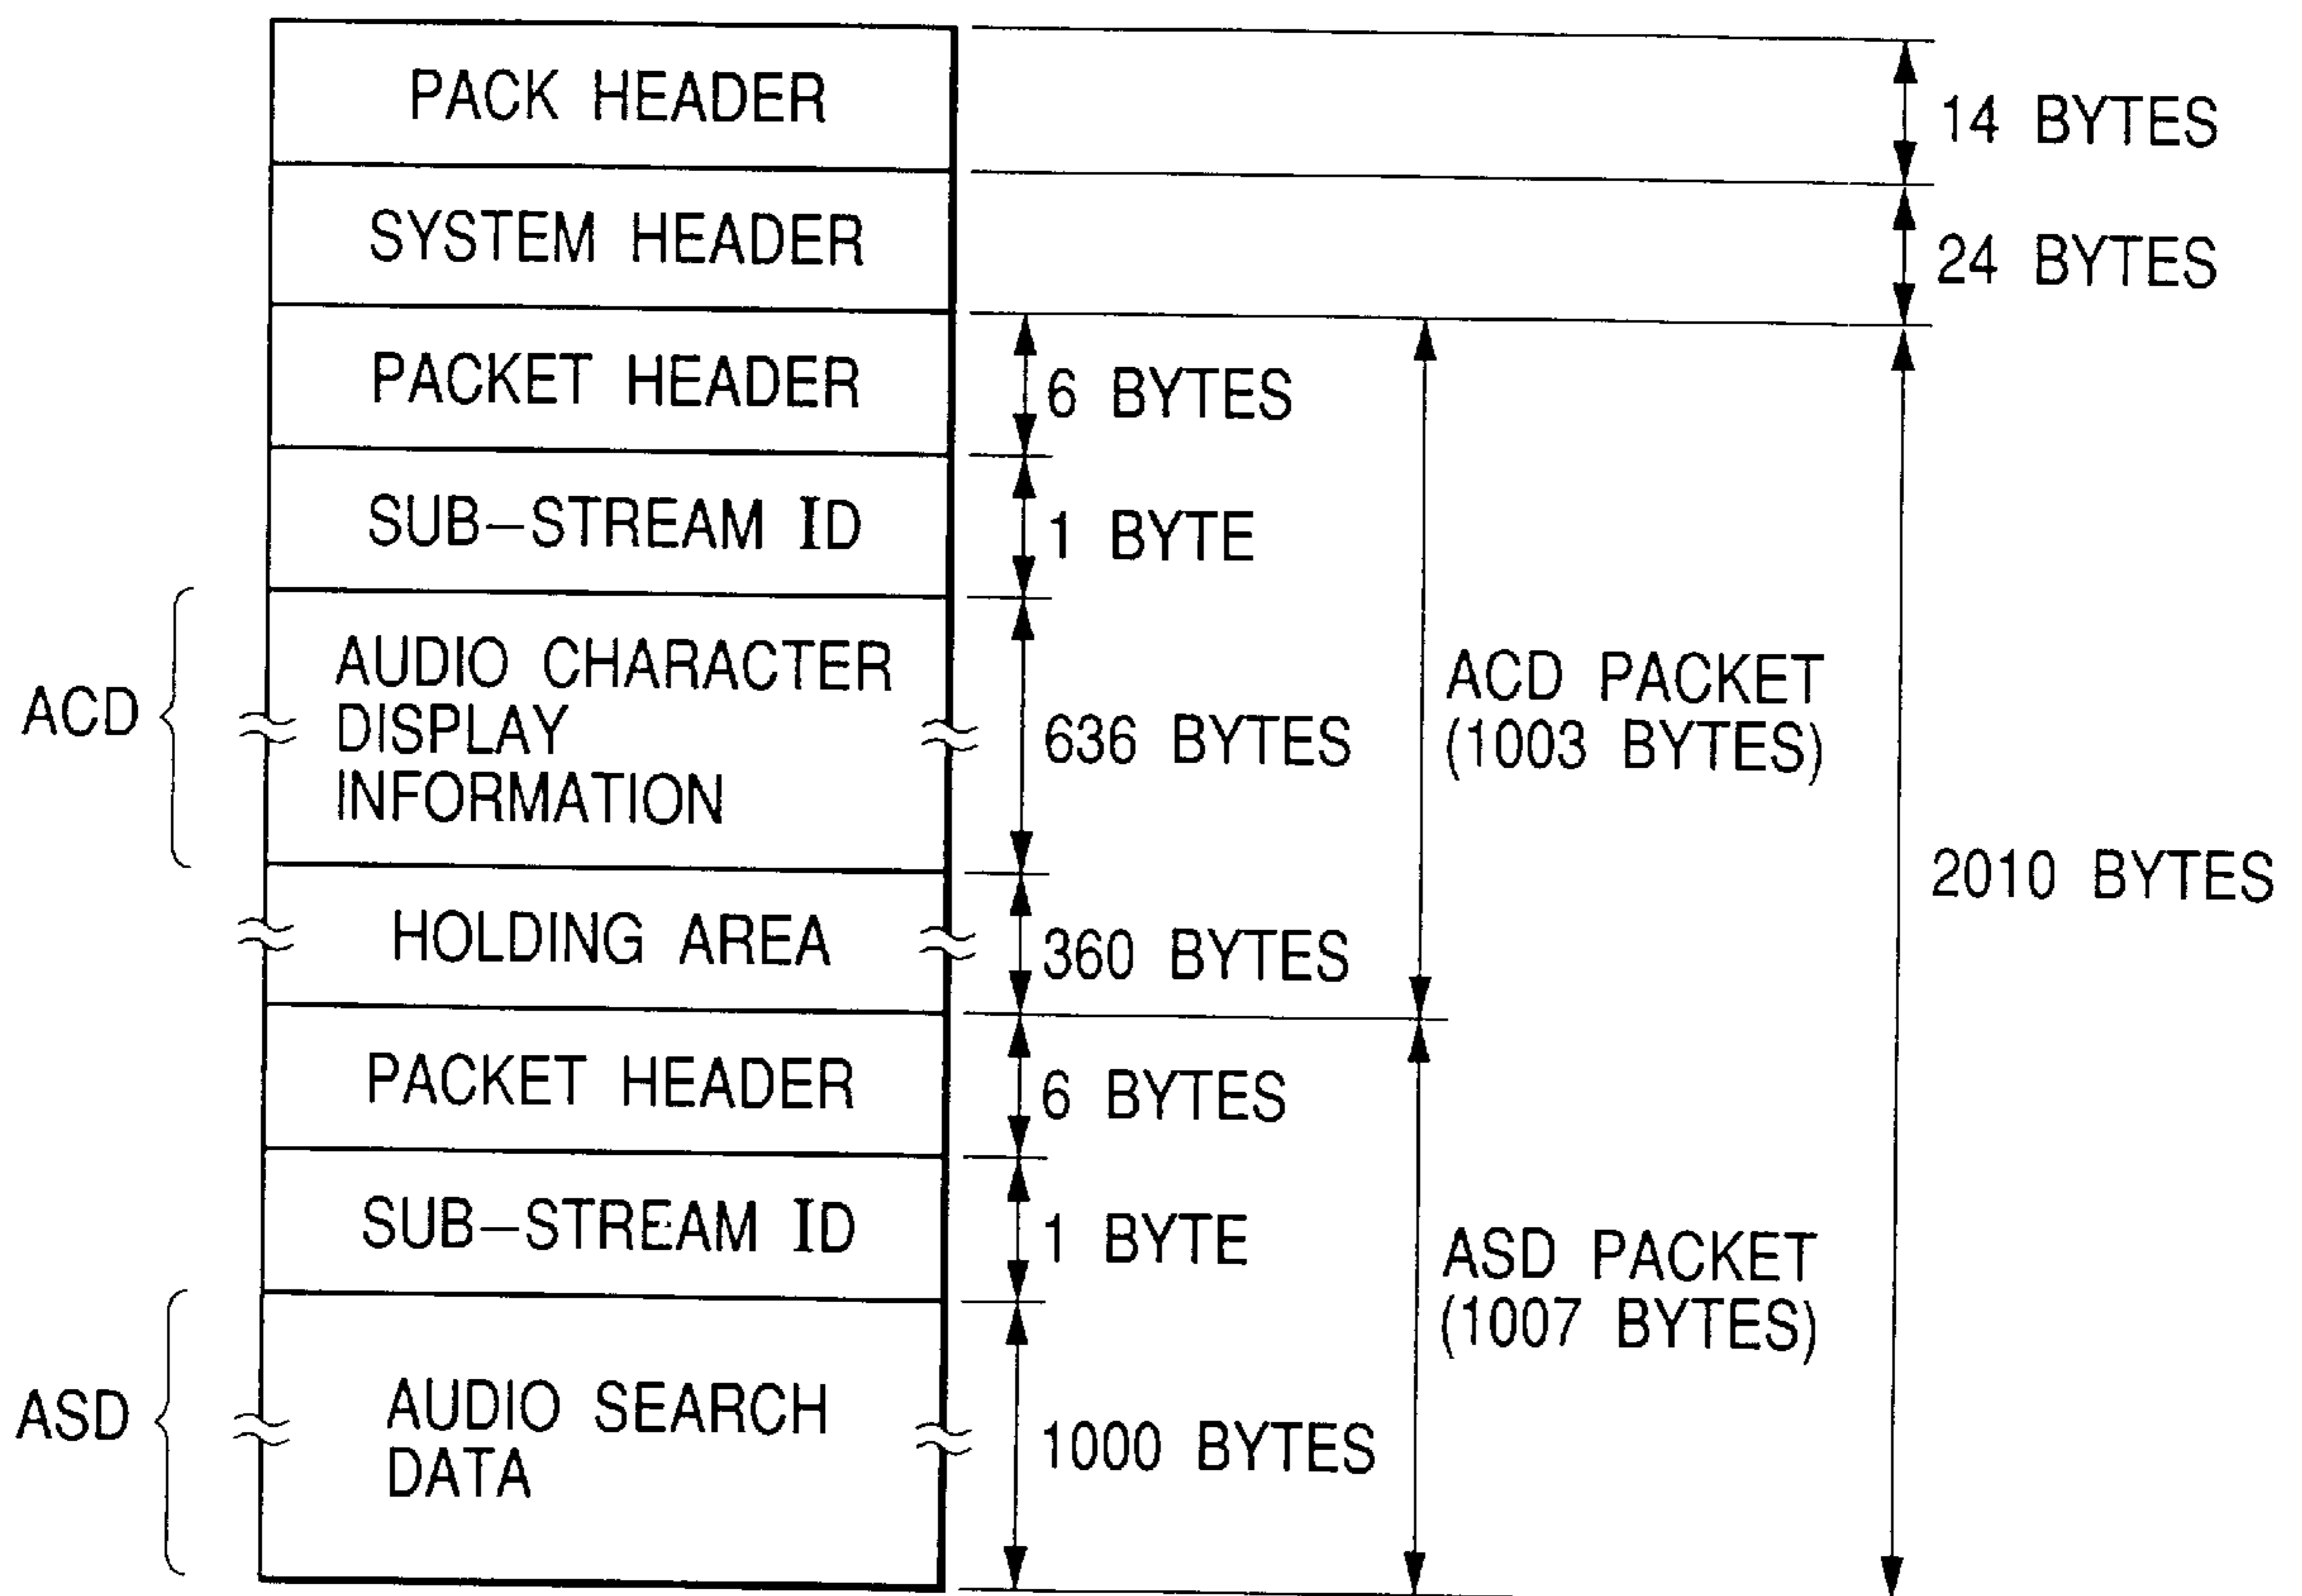 PACK HEADER
14 BYTES
SYSTEM HEADER
24 BYTES
PACKET HEADER
6 BYTES
SUB–STREAM ID
1 BYTE
ACD
AUDIO CHARACTER
DISPLAY
INFORMATION
636 BYTES
ACD PACKET
(1003 BYTES)
2010 BYTES
HOLDING AREA
360 BYTES
PACKET HEADER
6 BYTES
SUB–STREAM ID
1 BYTE
ASD PACKET
(1007 BYTES)
ASD
AUDIO SEARCH
DATA
1000 BYTES